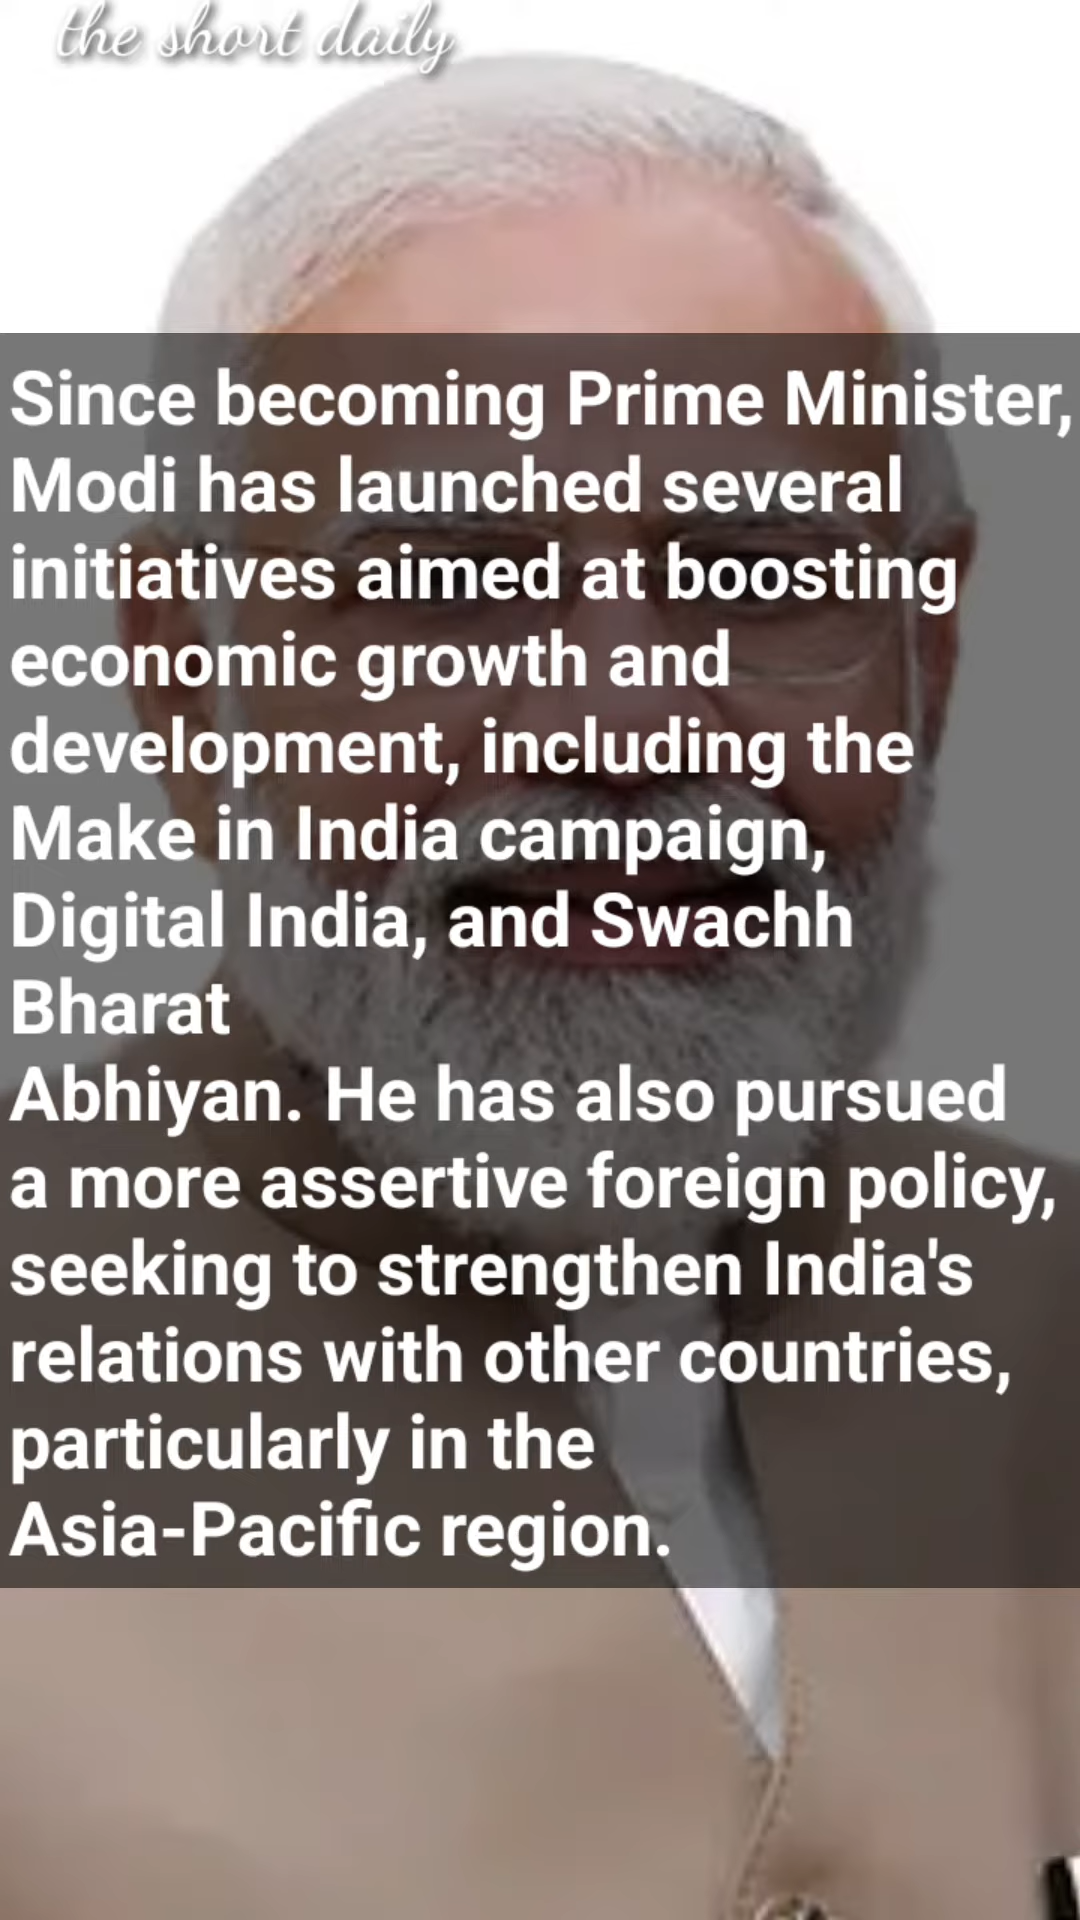 the short daily
Since becoming Prime Minister,
Modi has launched several
initiatives aimed at boosting
economic growth and
development, including the
Make in India campaign,
Digital India, and Swachh
Bharat
Abhiyan. He has also pursued
a more assertive foreign policy,
seeking to strengthen India's
relations with other countries,
particularly in the
Asia-Pacific region.